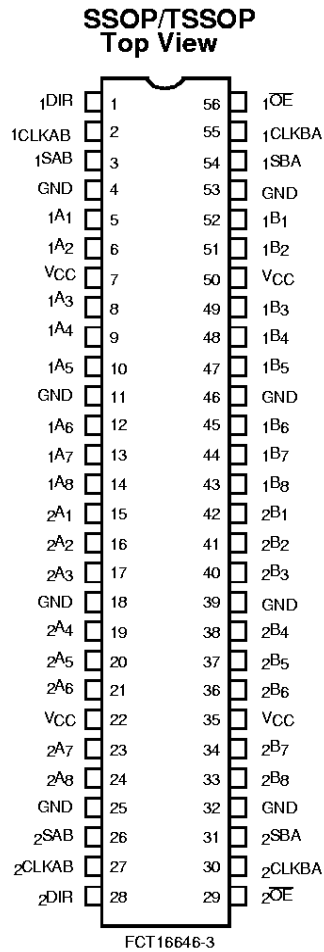 SSOP/TSSOP
Top View
1DIR 1 56 1O̅E̅
1CLKAB 2 55 1CLKBA
1SAB 3 54 1SBA
GND 4 53 GND
1A1 5 52 1B1
1A2 6 51 1B2
VCC 7 50 VCC
1A3 8 49 1B3
1A4 9 48 1B4
1A5 10 47 1B5
GND 11 46 GND
1A6 12 45 1B6
1A7 13 44 1B7
1A8 14 43 1B8
2A1 15 42 2B1
2A2 16 41 2B2
2A3 17 40 2B3
GND 18 39 GND
2A4 19 38 2B4
2A5 20 37 2B5
2A6 21 36 2B6
VCC 22 35 VCC
2A7 23 34 2B7
2A8 24 33 2B8
GND 25 32 GND
2SAB 26 31 2SBA
2CLKAB 27 30 2CLKBA
2DIR 28 29 2O̅E̅
FCT16646-3